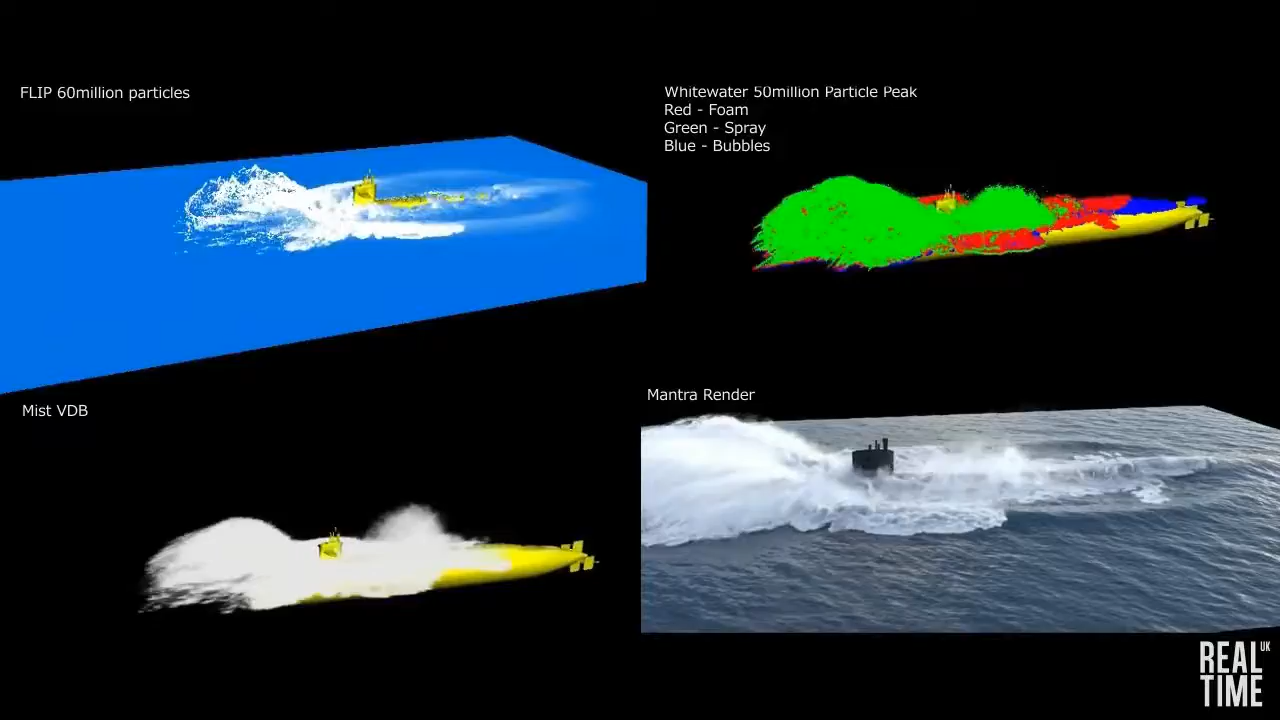 FLIP 60million particles
Whitewater 50million Particle Peak
Red - Foam
Green - Spray
Blue - Bubbles
Mist VDB
Mantra Render
REAL UK
TIME